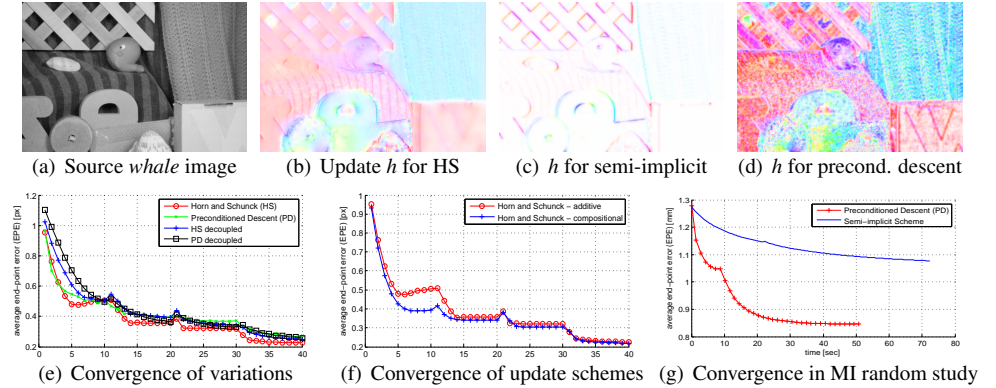 (a) Source whale image
(b) Update h for HS
(c) h for semi-implicit
(d) h for precond. descent
average end−point error (EPE) [px]
1.2
1
0.8
0.6
0.4
0.2
0 5 10 15 20 25 30 35 40
Horn and Schunck (HS)
Preconditioned Descent (PD)
HS decoupled
PD decoupled
(e) Convergence of variations
average end−point error (EPE) [px]
1
0.8
0.6
0.4
0.2
0 5 10 15 20 25 30 35 40
Horn and Schunck − additive
Horn and Schunck − compositional
(f) Convergence of update schemes
average end−point error (EPE) [mm]
1.3
1.2
1.1
1
0.9
0.8
0 10 20 30 40 50 60 70 80
time [sec]
Preconditioned Descent (PD)
Semi−implicit Scheme
(g) Convergence in MI random study